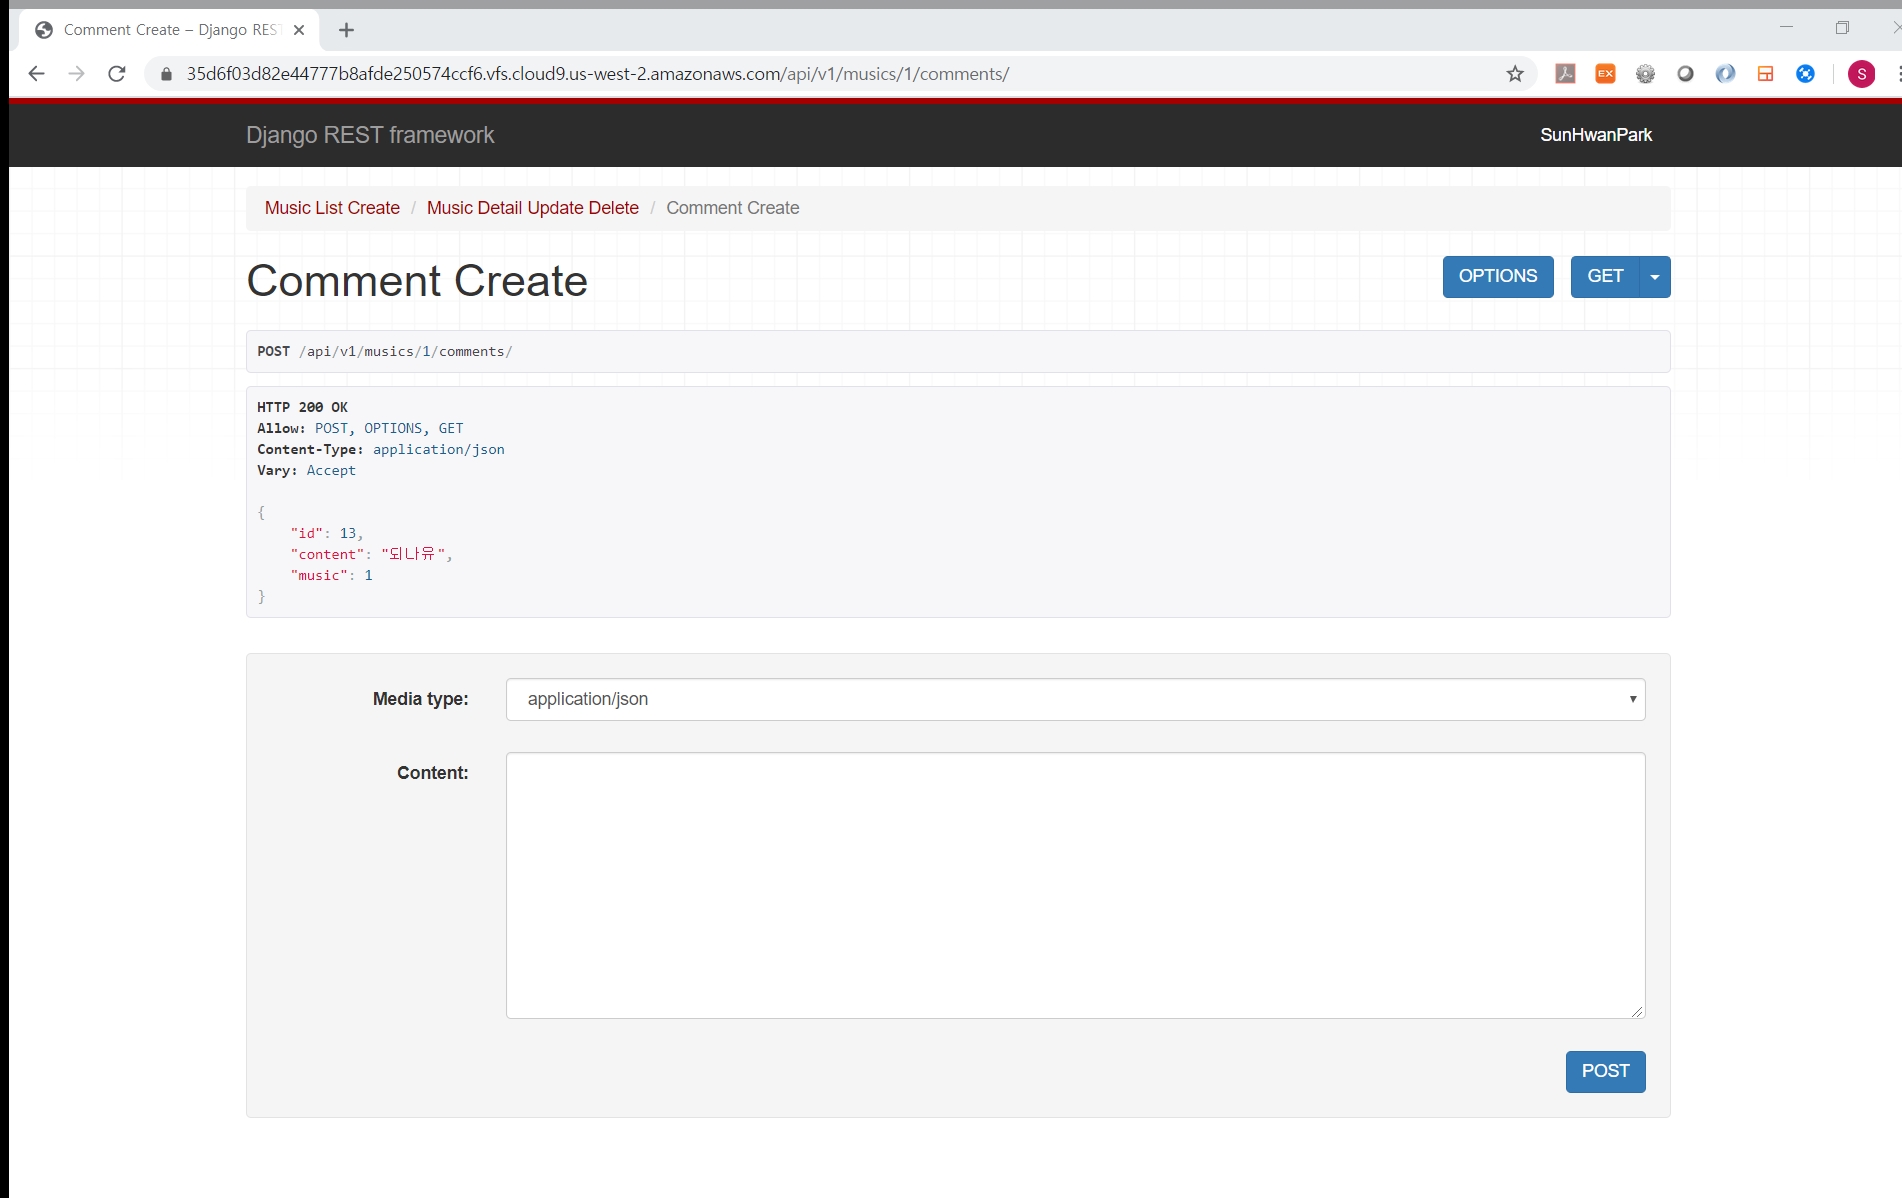 Comment Create – Django RES
35d6f03d82e44777b8afde250574ccf6.vfs.cloud9.us-west-2.amazonaws.com/api/v1/musics/1/comments/
EX
S
Django REST framework
SunHwanPark
Music List Create / Music Detail Update Delete / Comment Create
Comment Create
OPTIONS
GET
POST /api/v1/musics/1/comments/
HTTP 200 OK
Allow: POST, OPTIONS, GET
Content-Type: application/json
Vary: Accept
{
"id": 13,
"content": "되나유",
"music": 1
}
Media type:
application/json
Content:
POST